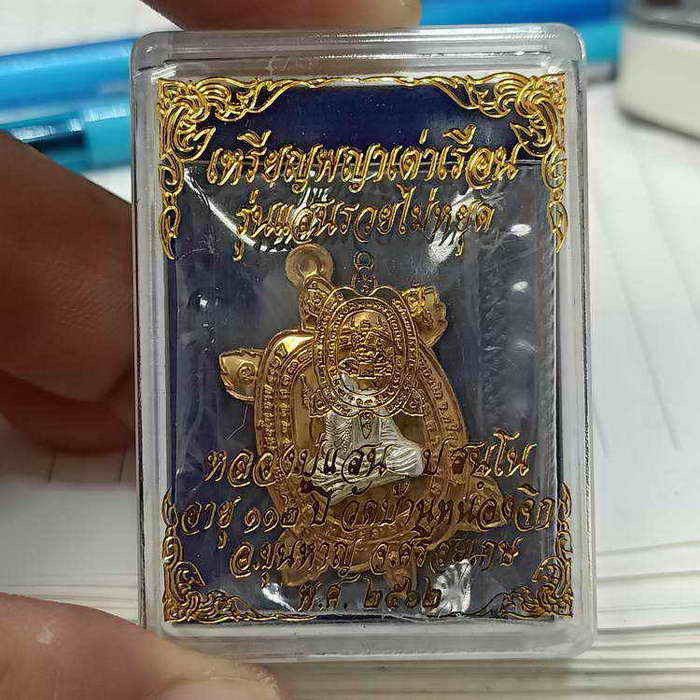 เหรียญพญาเต่าเรือน
รุ่นแสนรวยไม่หยุด
หลวงปู่แสน ปสนฺโน
อายุ ๑๑๒ ปี วัดบ้านหนองจิก
อ.ขุนหาญ จ.ศรีสะเกษ
พ.ศ. ๒๕๖๒